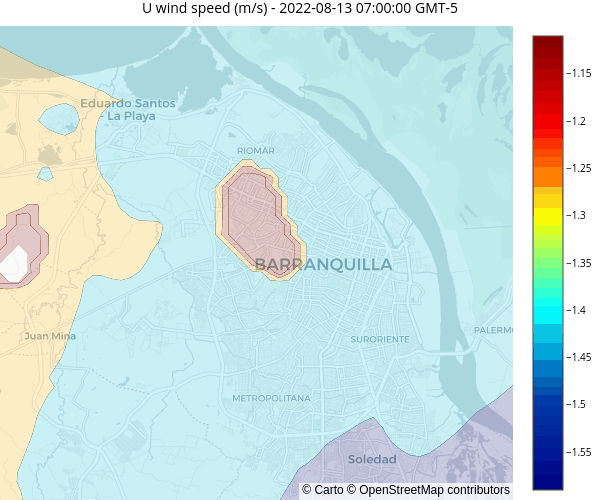 U wind speed (m/s) - 2022-08-13 07:00:00 GMT-5
Eduardo Santos
- La Playa
RIOMAR
BARRANQUILLA
Juan Mina
SURORIENTE
PALERMO
METROPOLITANA
Soledad
© Carto © OpenStreetMap contributors
−1.15
−1.2
−1.25
−1.3
−1.35
−1.4
−1.45
−1.5
−1.55